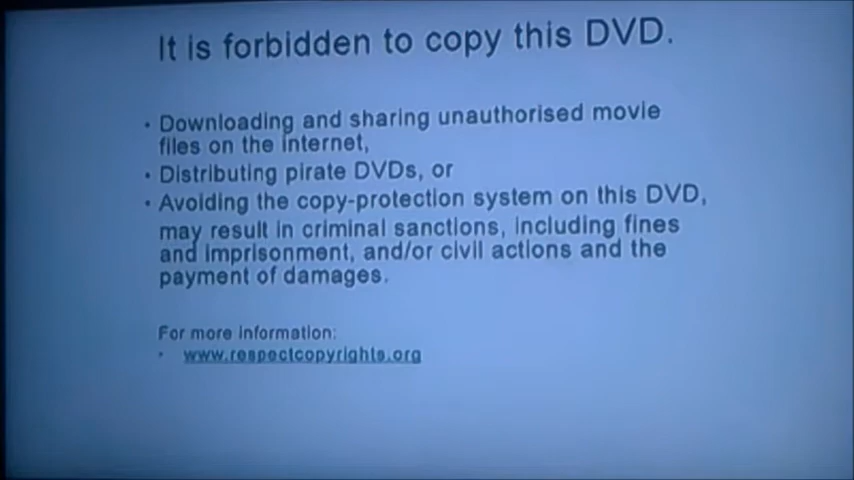 It is forbidden to copy this DVD.
• Downloading and sharing unauthorised movie
files on the internet,
• Distributing pirate DVDs, or
• Avoiding the copy-protection system on this DVD,
may result in criminal sanctions, including fines
and imprisonment, and/or civil actions and the
payment of damages.
For more information:
• www.respectcopyrights.org